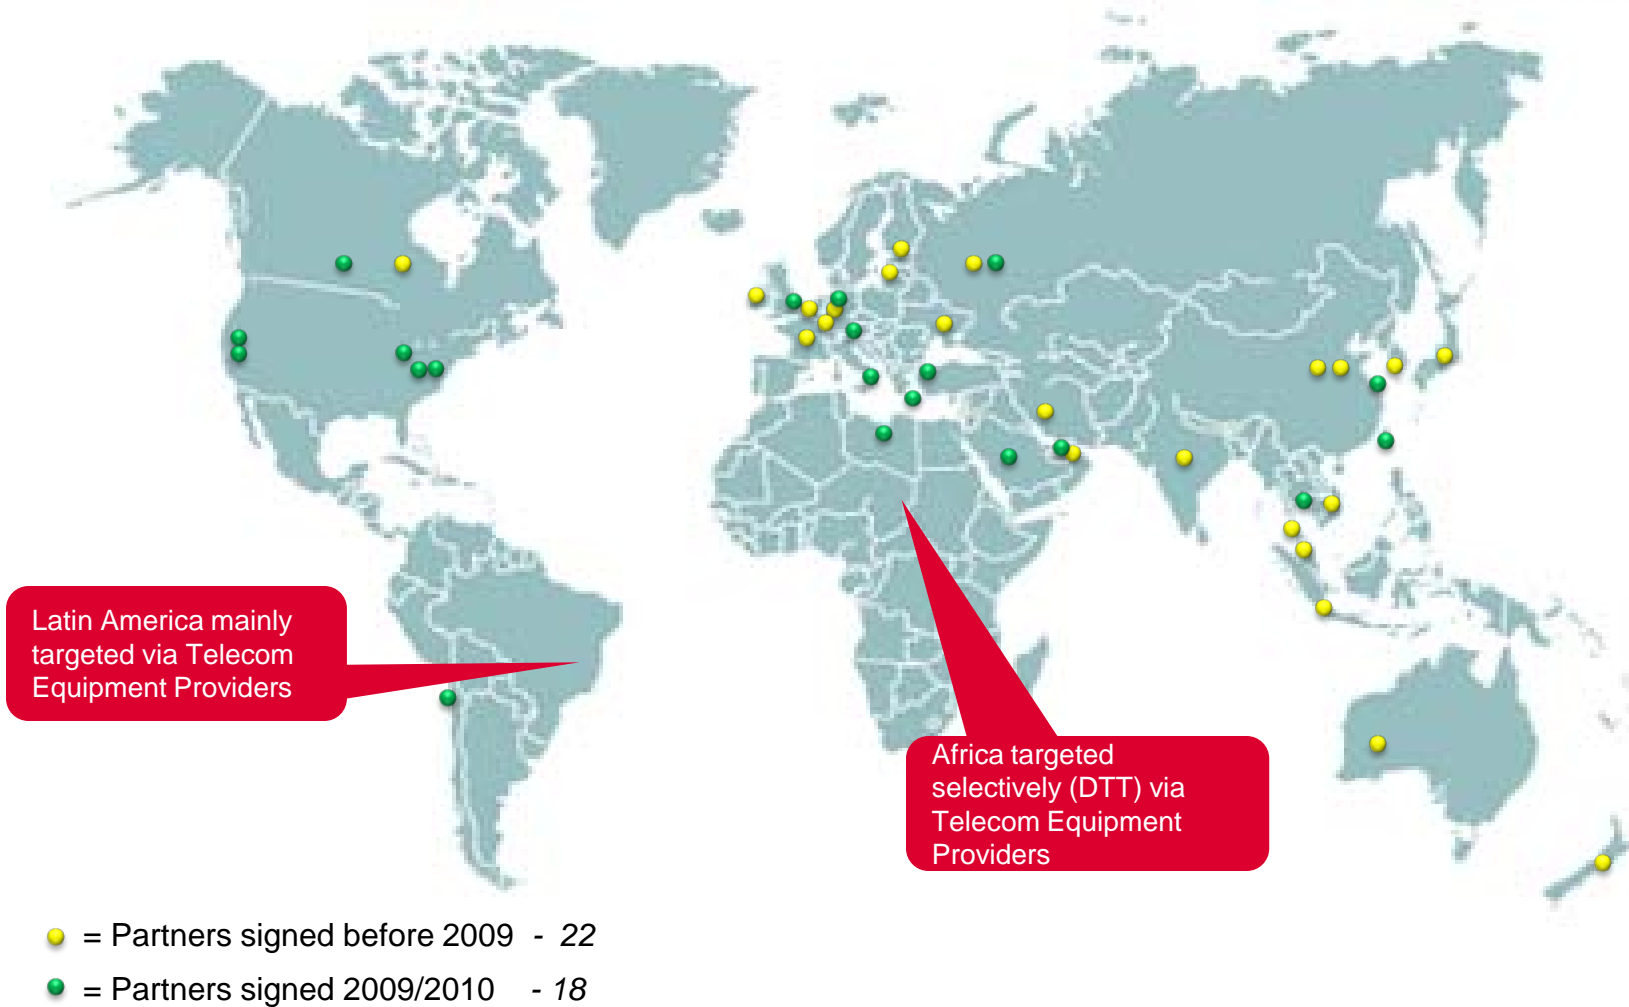 Latin America mainly
targeted via Telecom
Equipment Providers
Africa targeted
selectively (DTT) via
Telecom Equipment
Providers
= Partners signed before 2009 - 22
= Partners signed 2009/2010 - 18